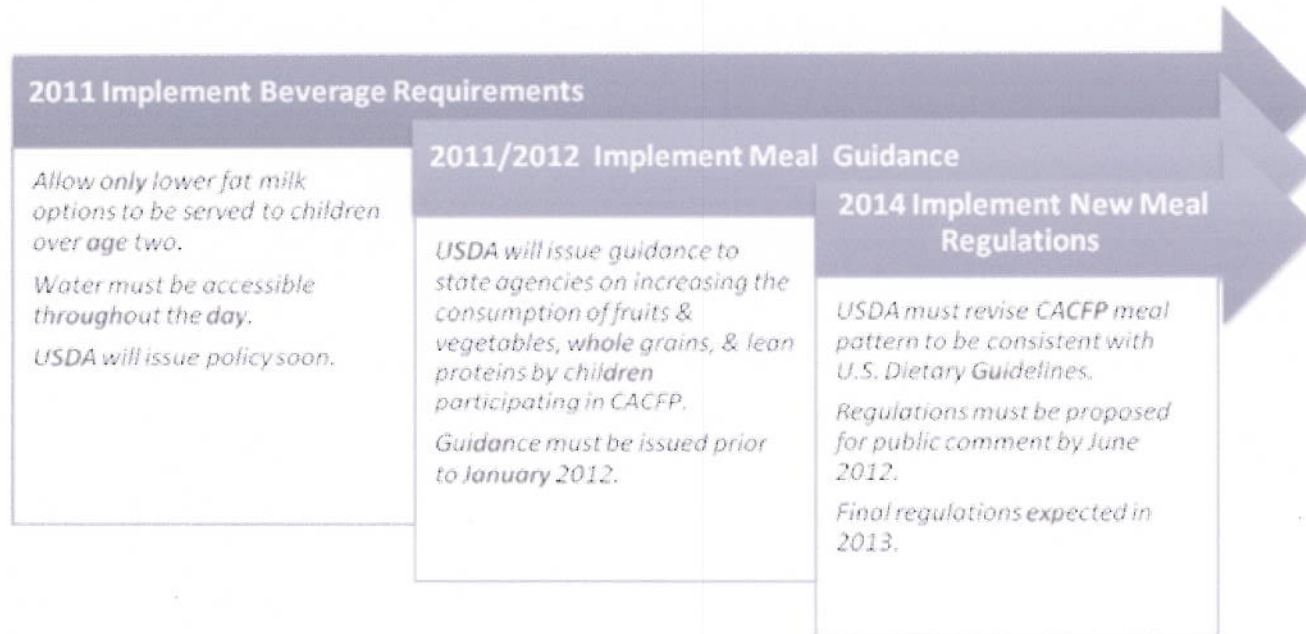 2011 Implement Beverage Requirements
Allow only lower fat milk
options to be served to children
over age two.
Water must be accessible
throughout the day.
USDA will issue policy soon.
2011/2012 Implement Meal Guidance
USDA will issue guidance to
state agencies on increasing the
consumption of fruits &
vegetables, whole grains, & lean
proteins by children
participating in CACFP.
Guidance must be issued prior
to January 2012.
2014 Implement New Meal
Regulations
USDA must revise CACFP meal
pattern to be consistent with
U.S. Dietary Guidelines.
Regulations must be proposed
for public comment by June
2012.
Final regulations expected in
2013.